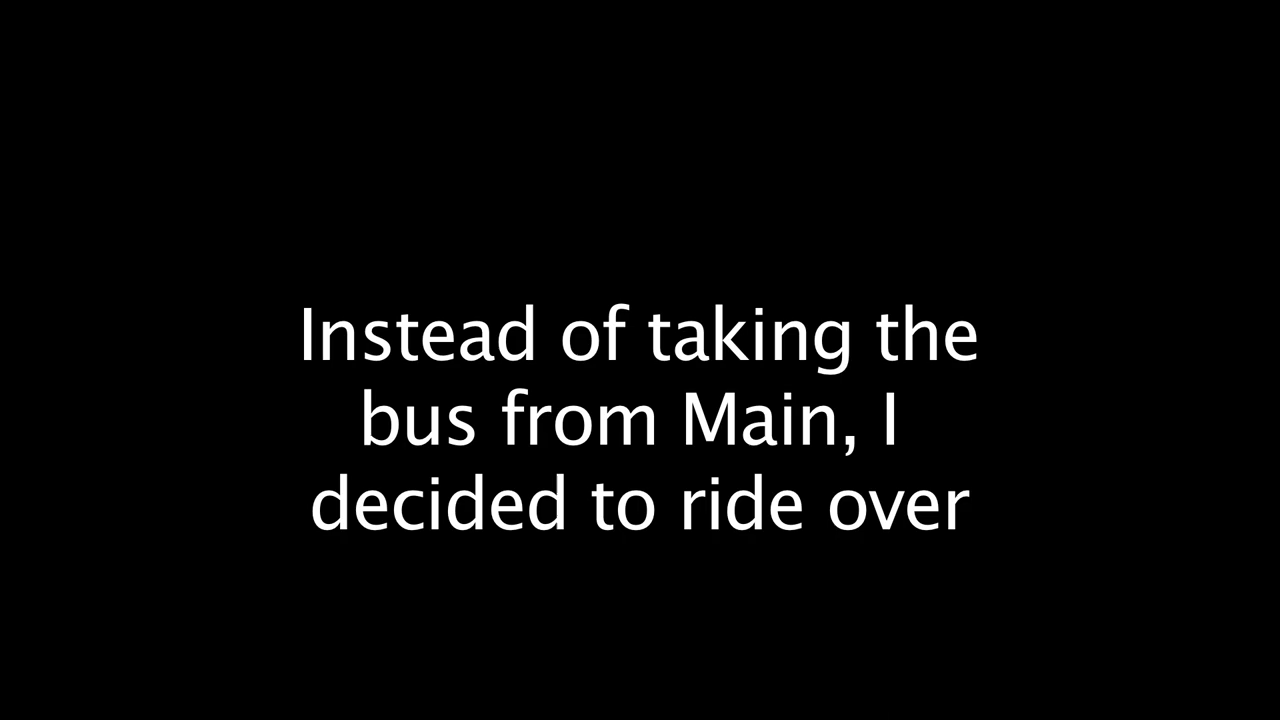 Instead of taking the
bus from Main, I
decided to ride over